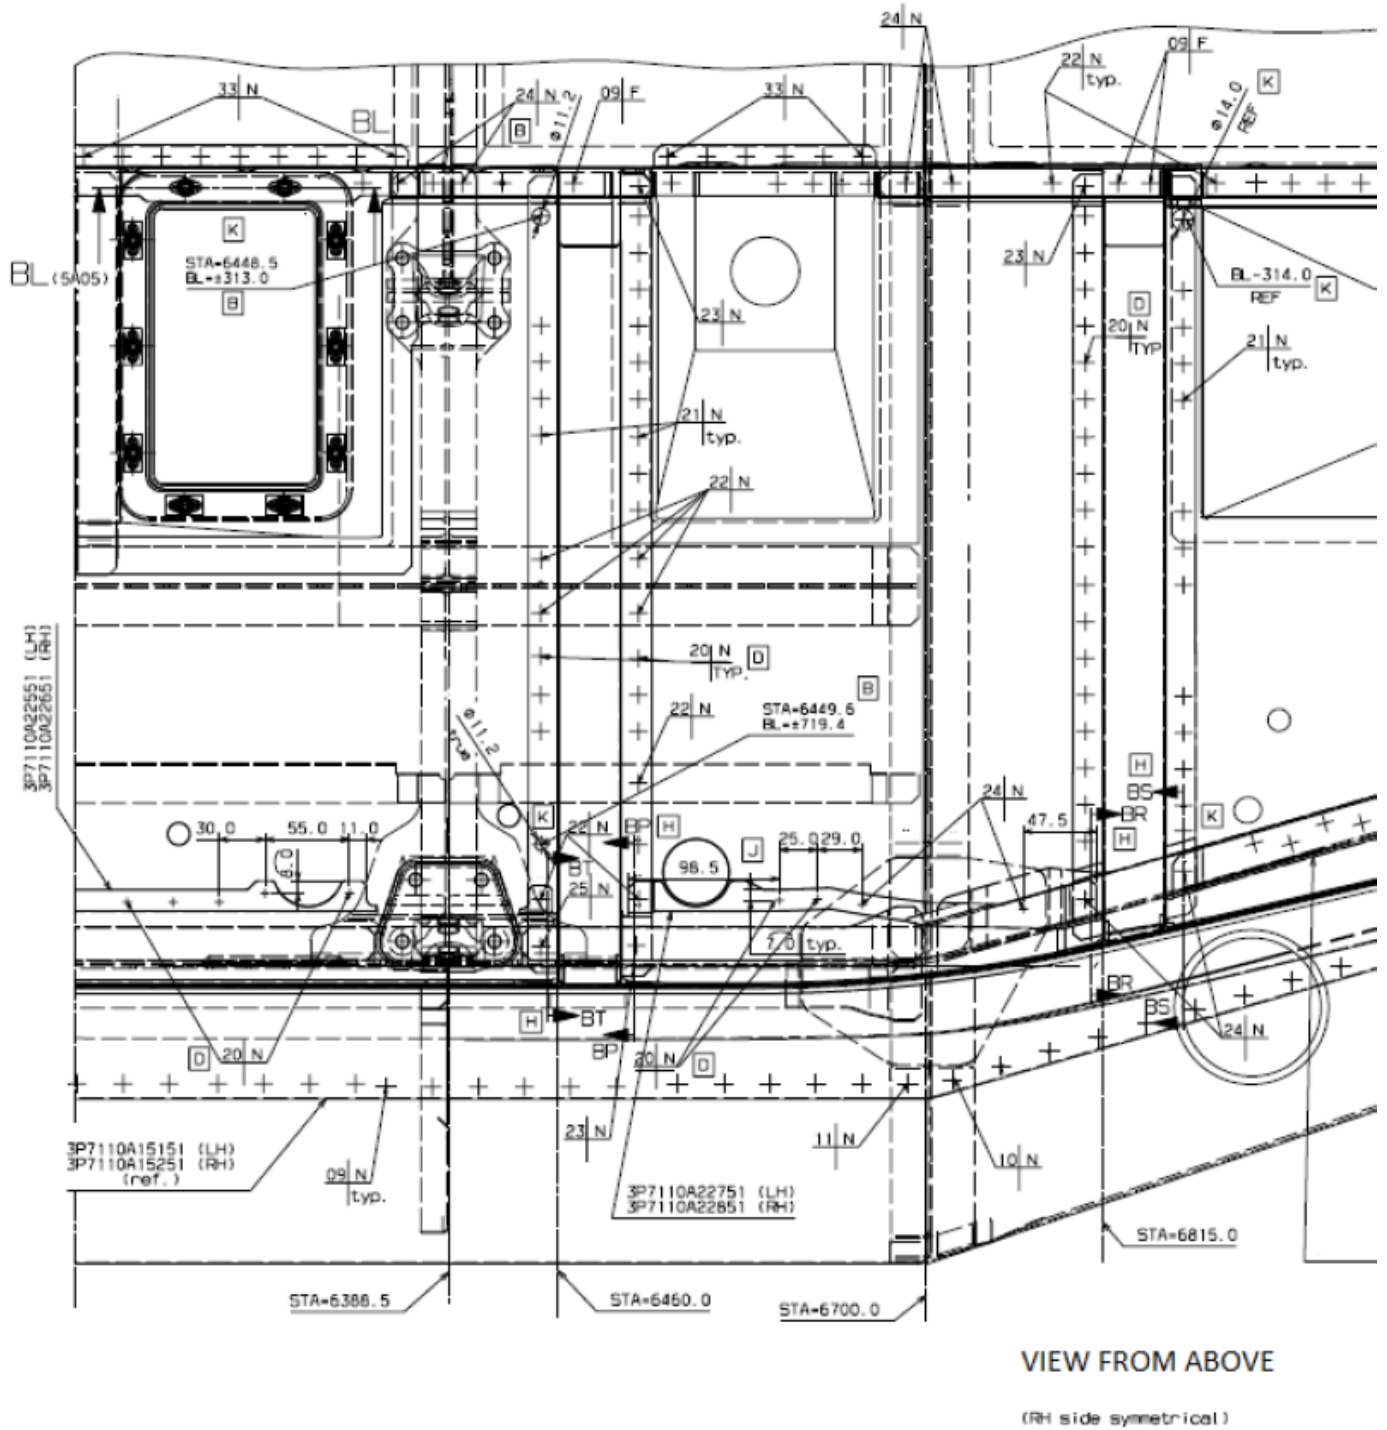 24 N
22 N
typ.
09 F
K
ø14.0
REF
33 N
BL
24 N
B
ø11.2
09 F
33 N
K
STA=6448.5
BL=±313.0
B
BL (5A05)
23 N
23 N
BL-314.0
REF
K
D
20 N
TYP
21 N
typ.
21 N
typ.
22 N
20 N
TYP.
D
B
3P7110A22551 (LH)
3P7110A22651 (RH)
22 N
STA=6449.6
BL=±719.4
ø11.2
true
H
BS
24 N
47.5
BR
H
K
30.0
55.0
11.0
8.0
K
22 N
BP
H
BT
25 N
98.5
J
25.0
29.0
7.0 typ.
BR
BS
24 N
H
BT
BP
D
20 N
20 N
D
23 N
11 N
10 N
3P7110A15151 (LH)
3P7110A15251 (RH)
(ref.)
09 N
typ.
3P7110A22751 (LH)
3P7110A22851 (RH)
STA=6815.0
STA=6388.5
STA=6460.0
STA=6700.0
VIEW FROM ABOVE
(RH side symmetrical)